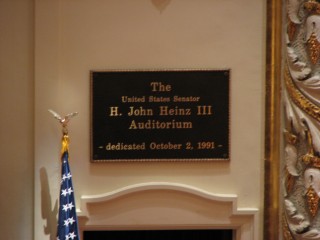 The
United States Senator
H. John Heinz III
Auditorium
- dedicated October 2, 1991 -